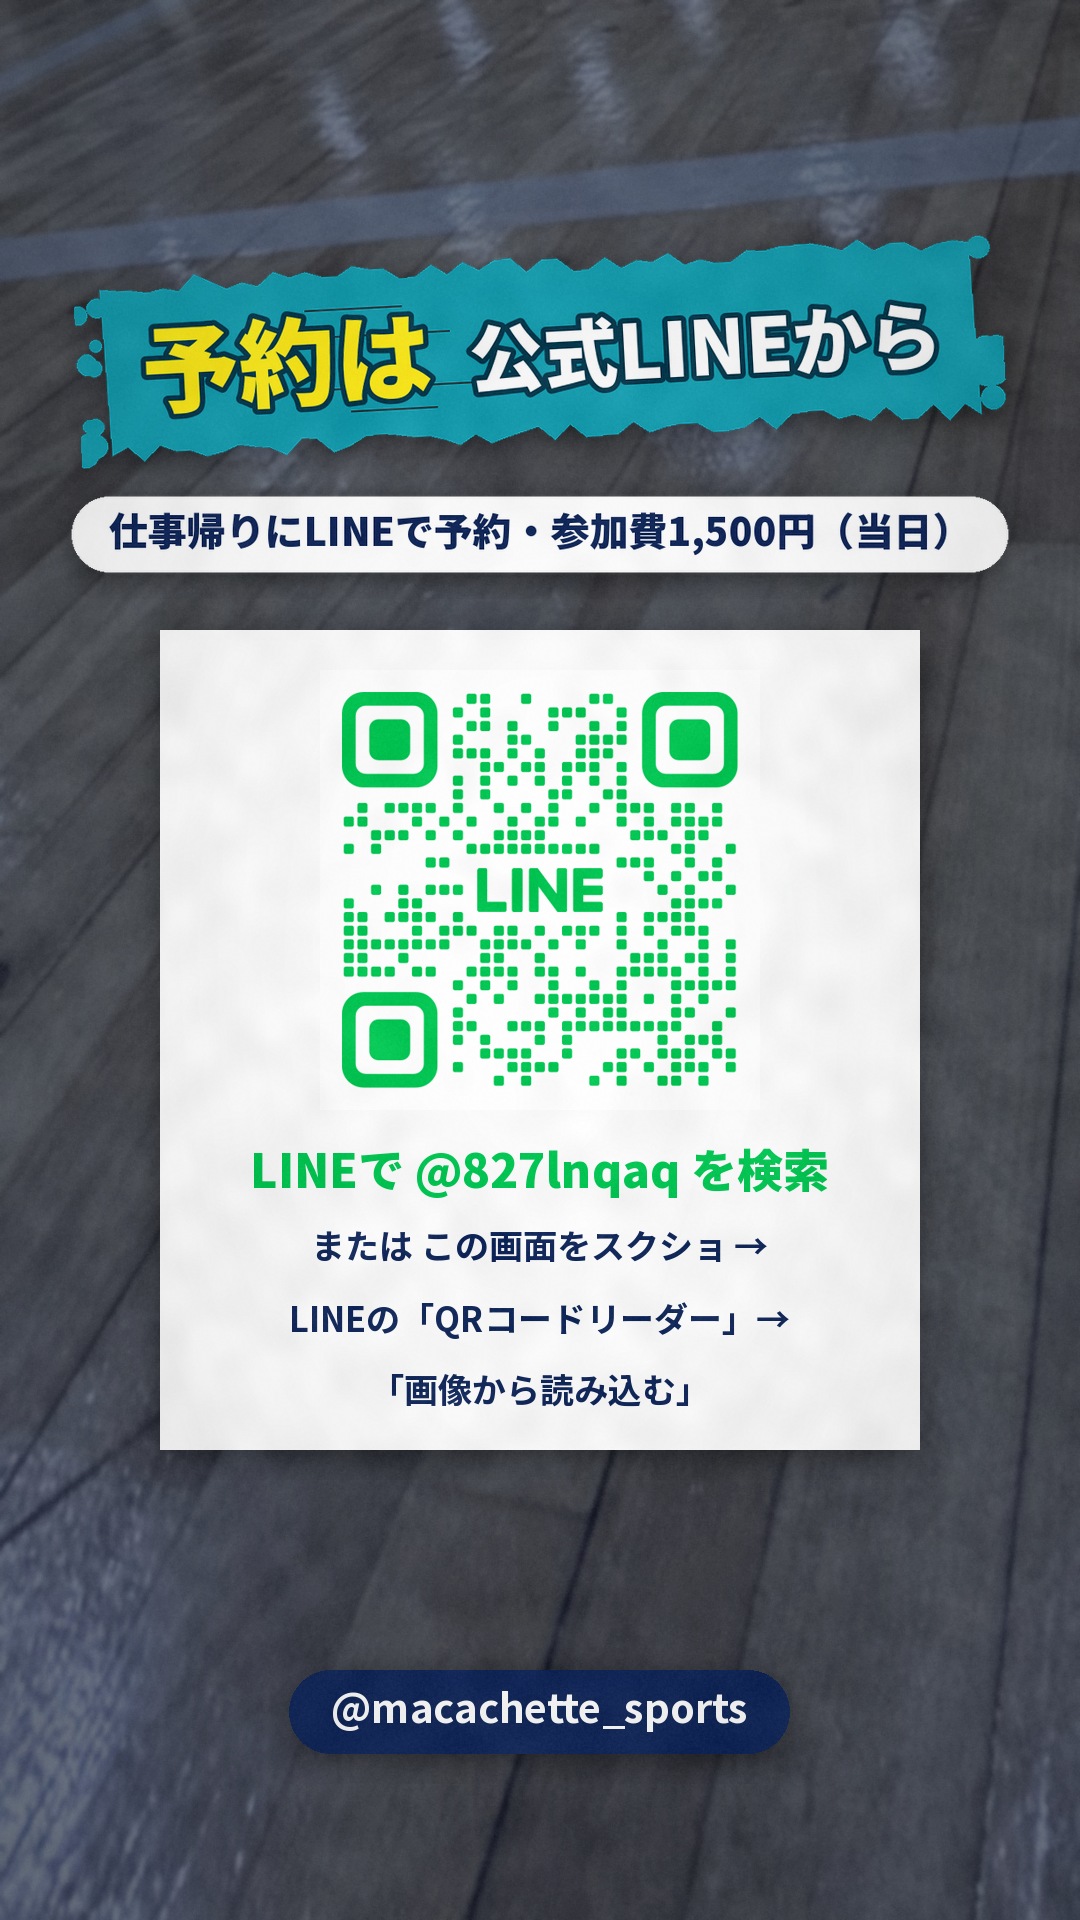 予約は 公式LINEから
仕事帰りにLINEで予約・参加費1,500円（当日）
LINE
LINEで @827lnqaq を検索
または この画面をスクショ →
LINEの「QRコードリーダー」→
「画像から読み込む」
@macachette_sports